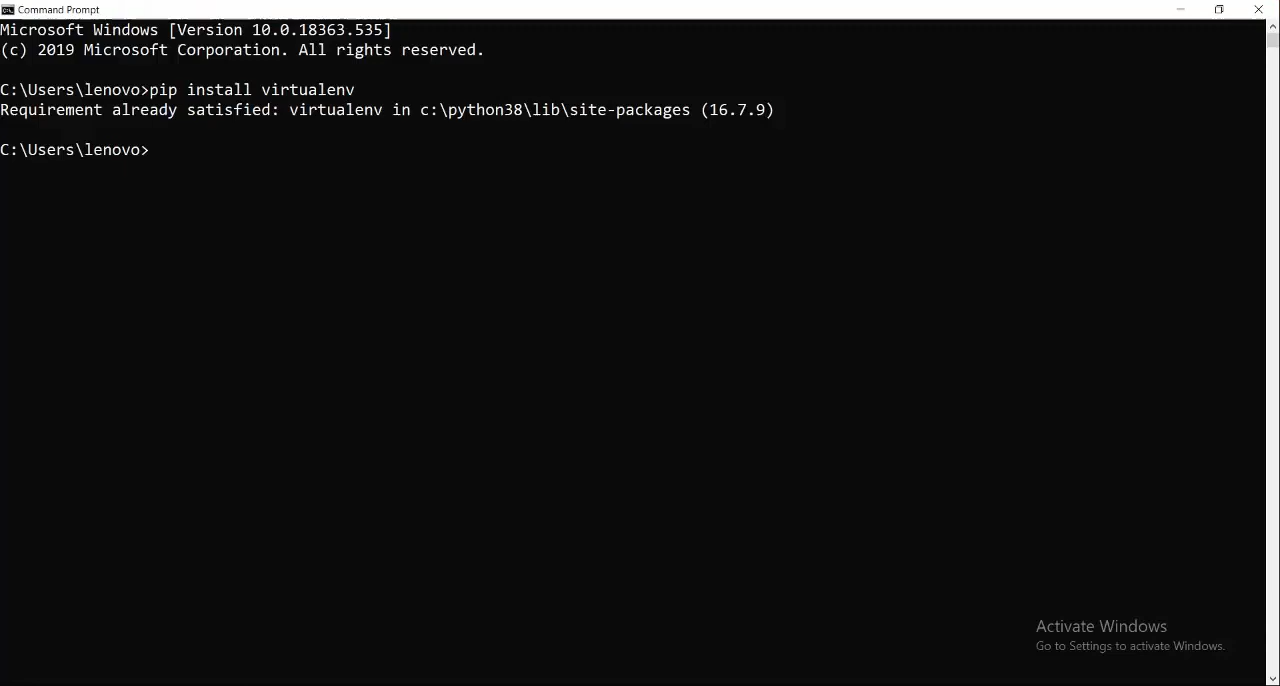 Command Prompt
Microsoft Windows [Version 10.0.18363.535]
(c) 2019 Microsoft Corporation. All rights reserved.
C:\Users\lenovo>pip install virtualenv
Requirement already satisfied: virtualenv in c:\python38\lib\site-packages (16.7.9)
C:\Users\lenovo>
Activate Windows
Go to Settings to activate Windows.